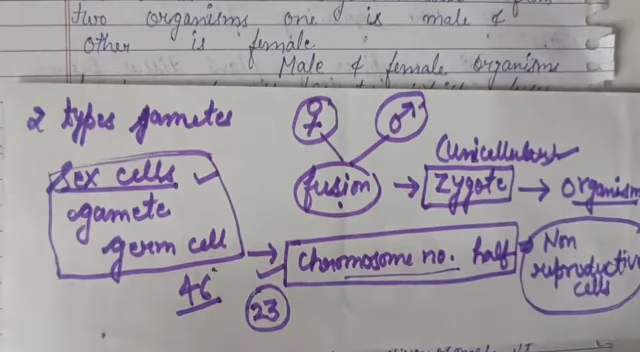 two organisms one is male &
other is female.
Male & female organisms
2 types gametes
♀ ♂
(unicellular)
Sex cells
fusion → Zygote → organism
gamete
germ cell → Chromosome no. half
Non
reproductive
cells
46
23